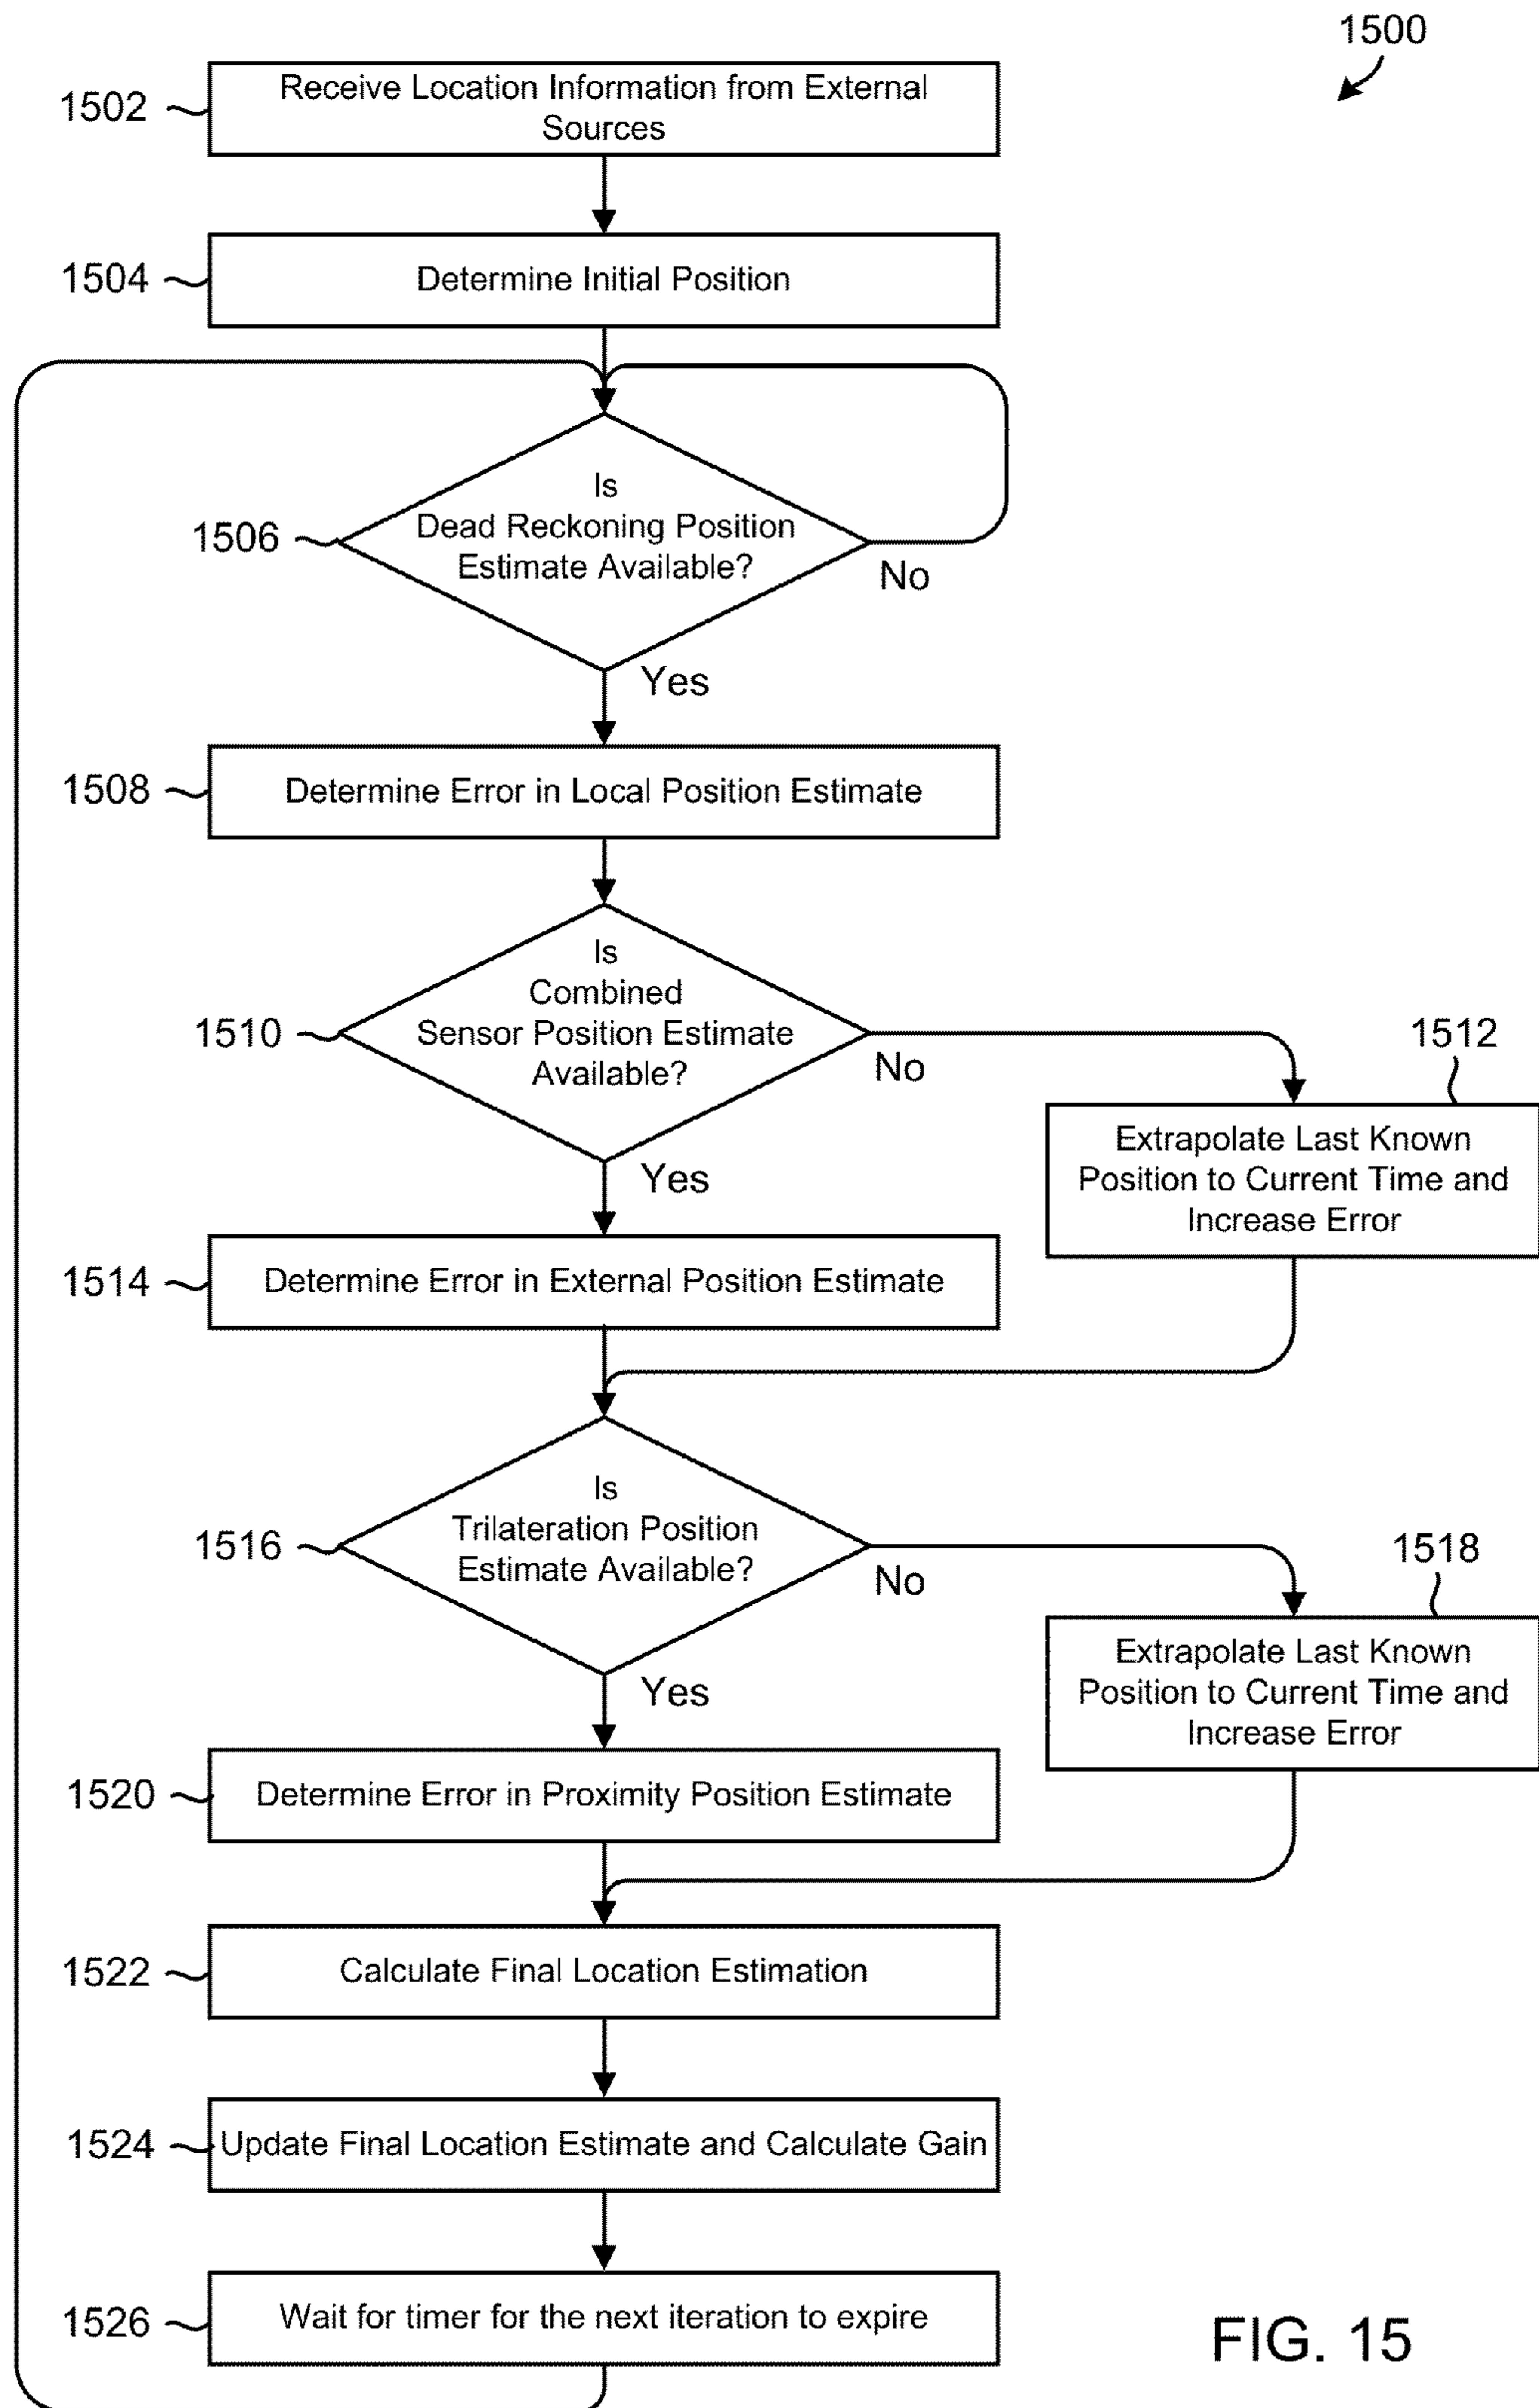 1500
1502
Receive Location Information from External
Sources
1504
Determine Initial Position
1506
Is
Dead Reckoning Position
Estimate Available?
No
Yes
1508
Determine Error in Local Position Estimate
1510
Is
Combined
Sensor Position Estimate
Available?
No
Yes
1512
Extrapolate Last Known
Position to Current Time and
Increase Error
1514
Determine Error in External Position Estimate
1516
Is
Trilateration Position
Estimate Available?
No
Yes
1518
Extrapolate Last Known
Position to Current Time and
Increase Error
1520
Determine Error in Proximity Position Estimate
1522
Calculate Final Location Estimation
1524
Update Final Location Estimate and Calculate Gain
1526
Wait for timer for the next iteration to expire
FIG. 15